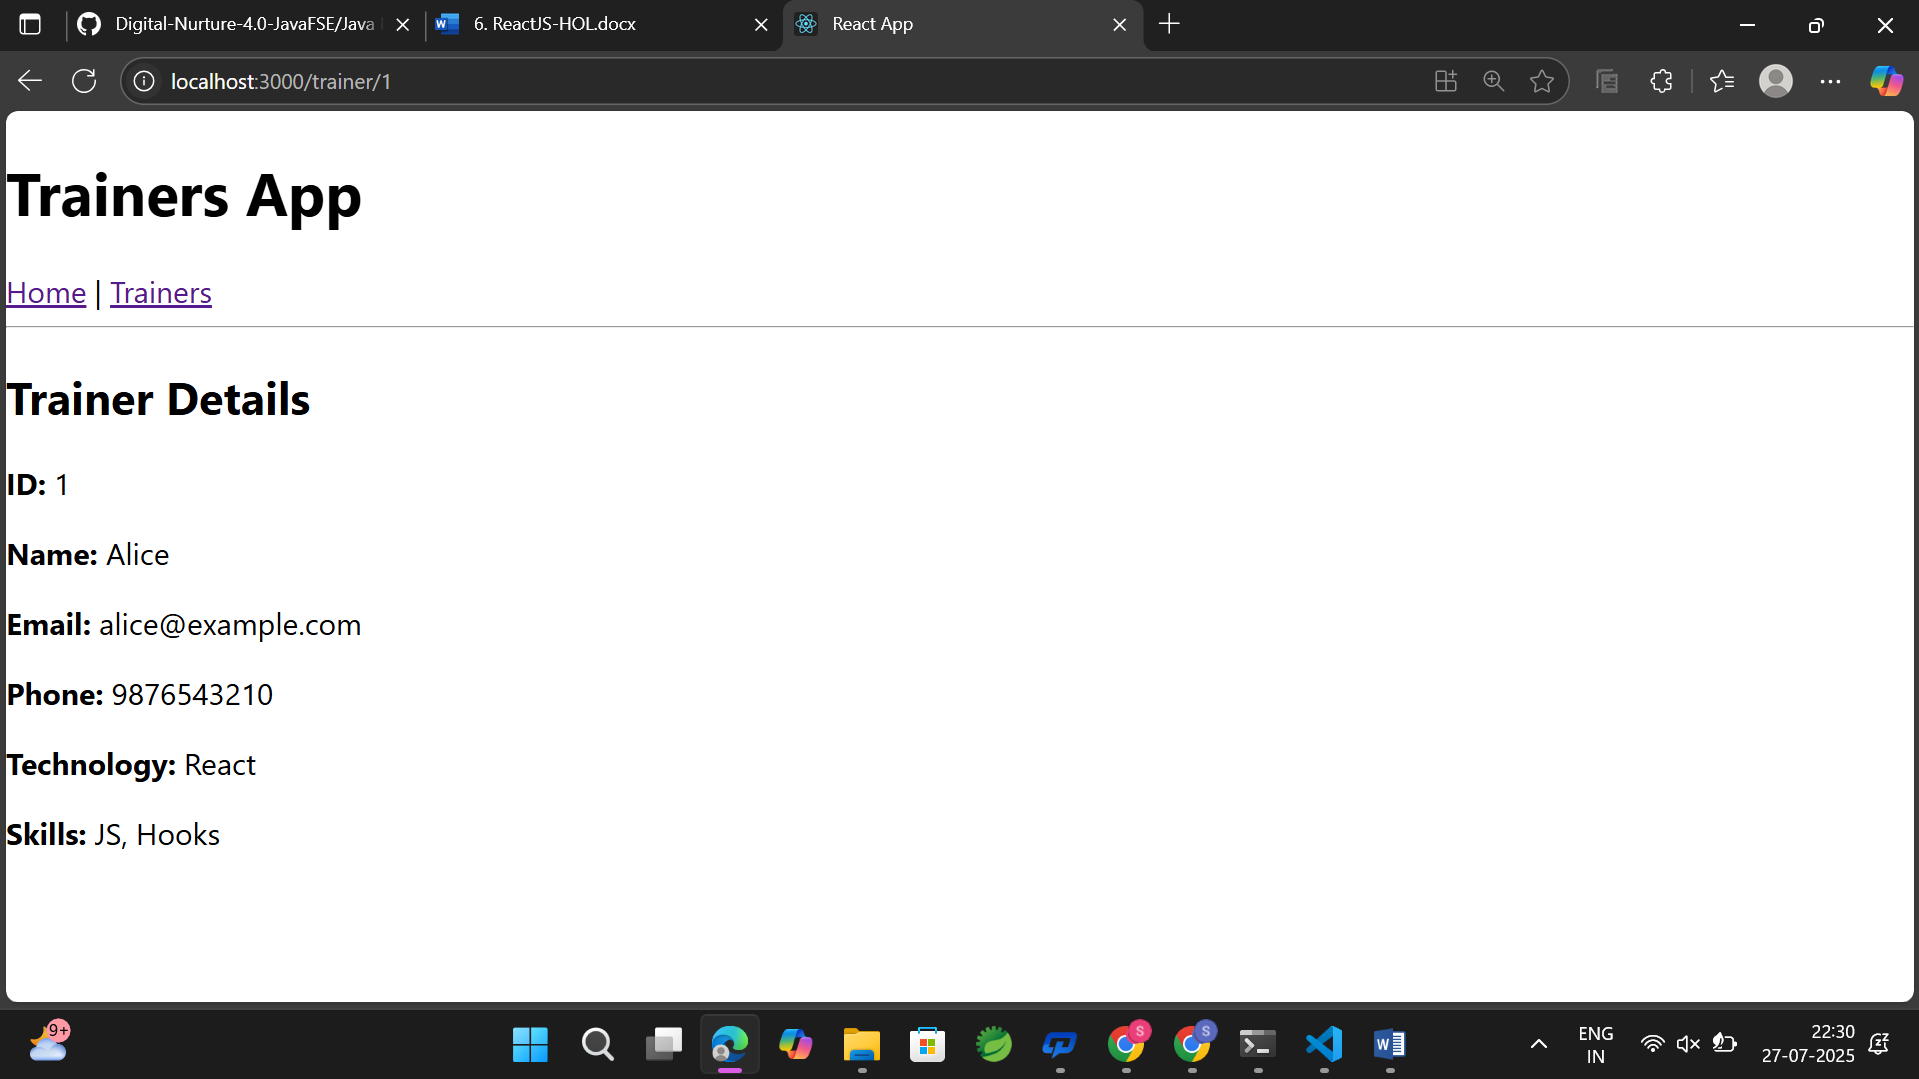 Digital-Nurture-4.0-JavaFSE/Java
6. ReactJS-HOL.docx
React App
localhost:3000/trainer/1
Trainers App
Home | Trainers
Trainer Details
ID: 1
Name: Alice
Email: alice@example.com
Phone: 9876543210
Technology: React
Skills: JS, Hooks
9+
S
S
ENG
IN
22:30
27-07-2025